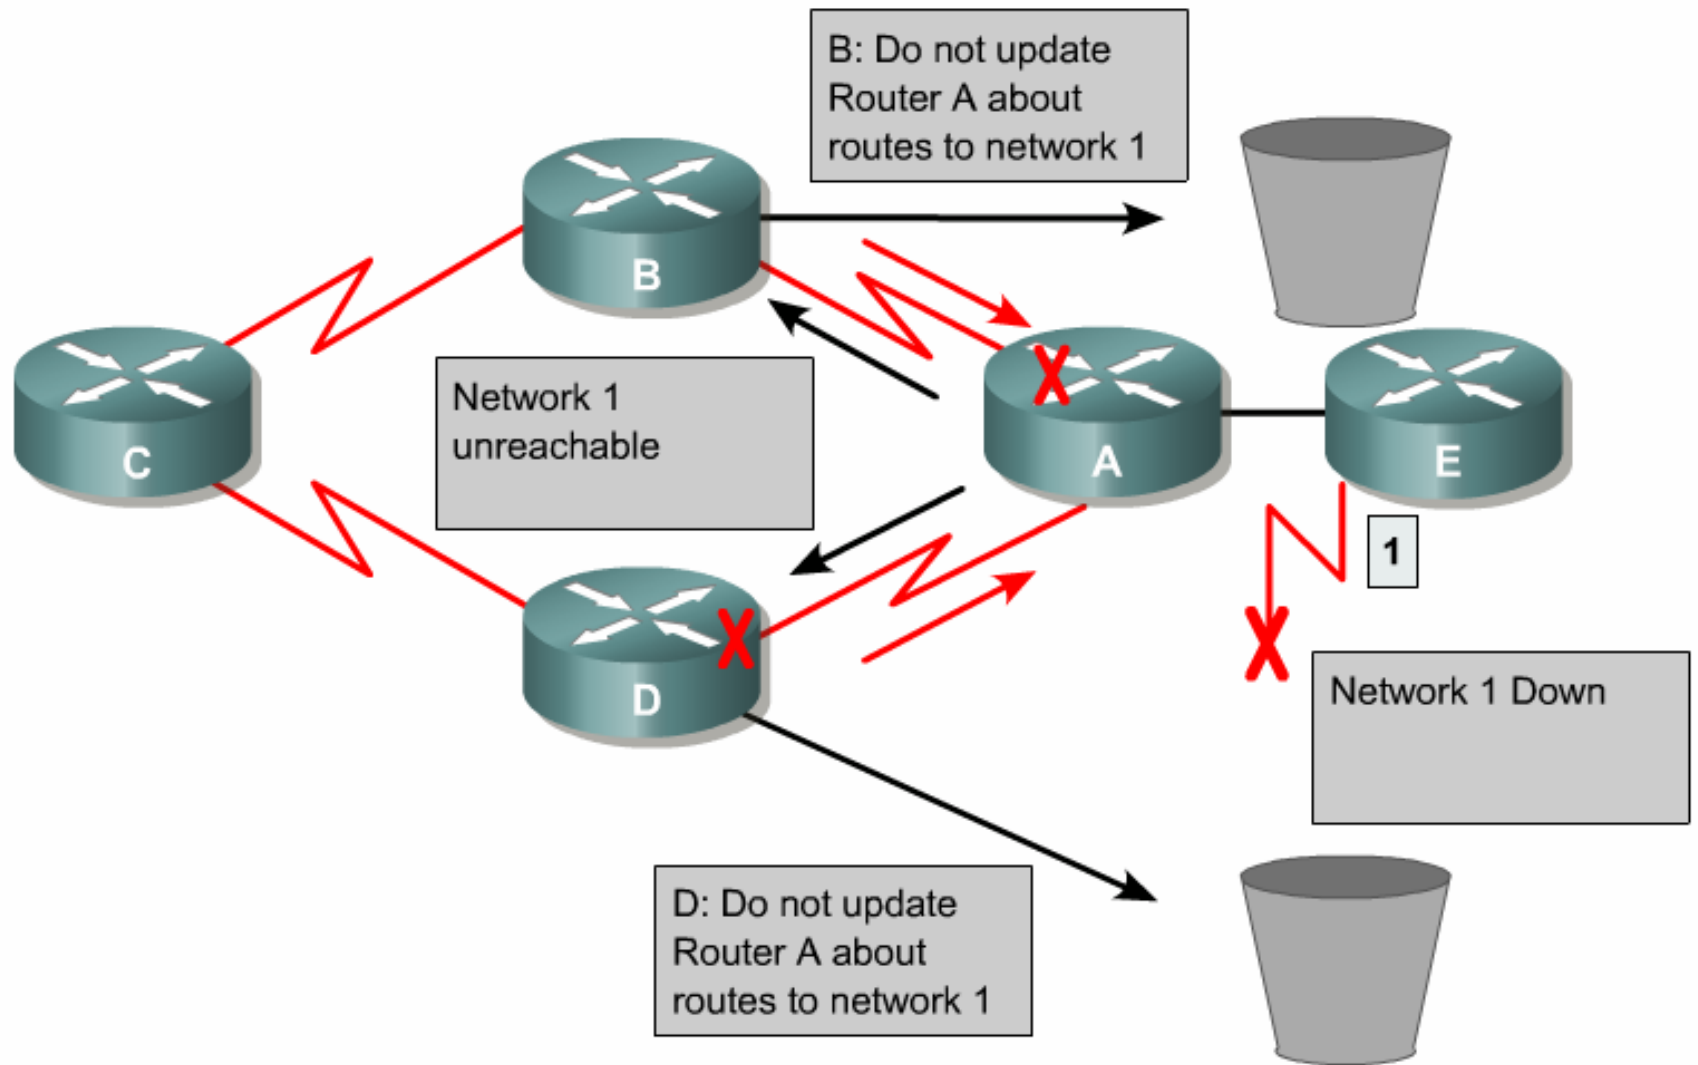 B: Do not update
Router A about
routes to network 1
B
Network 1
unreachable
C
A
E
1
D
Network 1 Down
D: Do not update
Router A about
routes to network 1